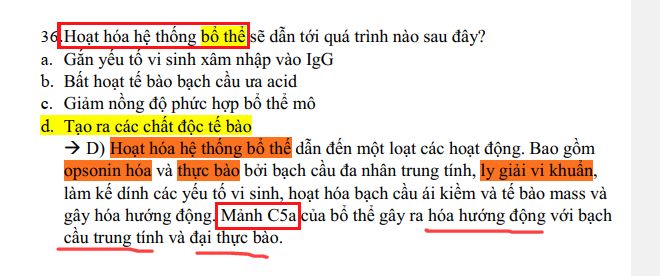 36. Hoạt hóa hệ thống bổ thể sẽ dẫn tới quá trình nào sau đây?
a. Gắn yếu tố vi sinh xâm nhập vào IgG
b. Bất hoạt tế bào bạch cầu ưa acid
c. Giảm nồng độ phức hợp bổ thể mô
d. Tạo ra các chất độc tế bào
→ D) Hoạt hóa hệ thống bổ thể dẫn đến một loạt các hoạt động. Bao gồm
opsonin hóa và thực bào bởi bạch cầu đa nhân trung tính, ly giải vi khuẩn,
làm kế dính các yếu tố vi sinh, hoạt hóa bạch cầu ái kiềm và tế bào mass và
gây hóa hướng động. Mảnh C5a của bổ thể gây ra hóa hướng động với bạch
cầu trung tính và đại thực bào.